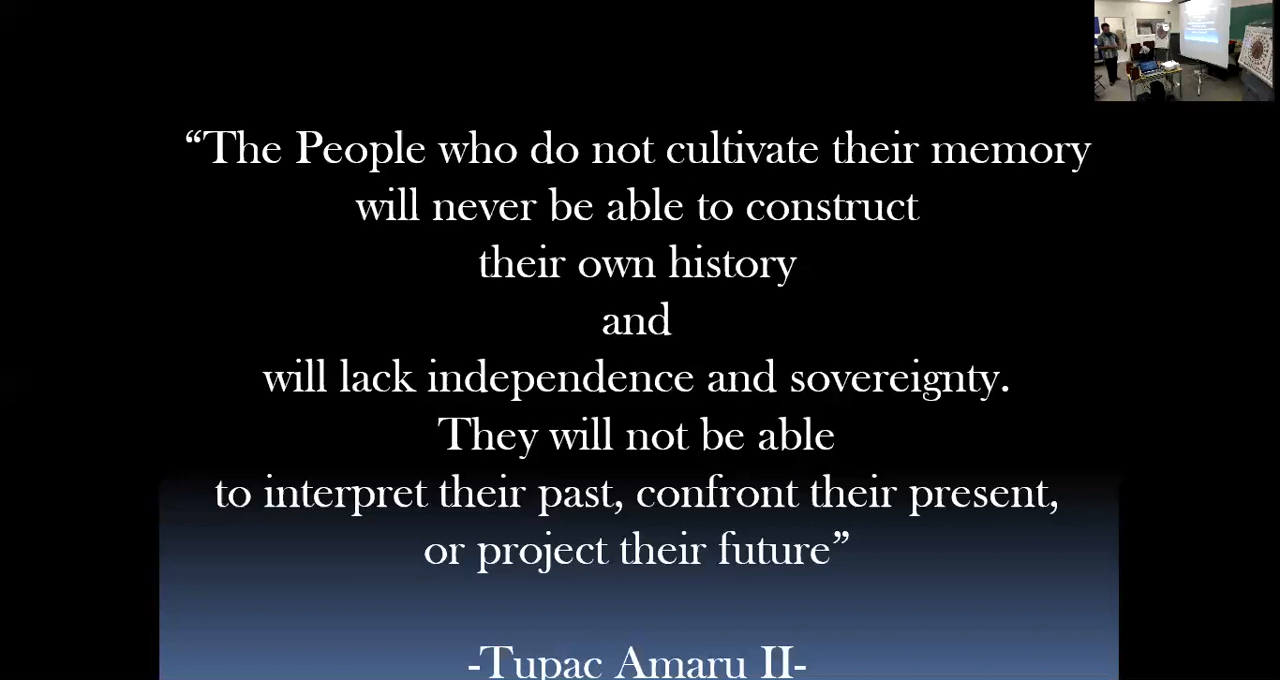 “The People who do not cultivate their memory
will never be able to construct
their own history
and
will lack independence and sovereignty.
They will not be able
to interpret their past, confront their present,
or project their future”
-Tupac Amaru II-